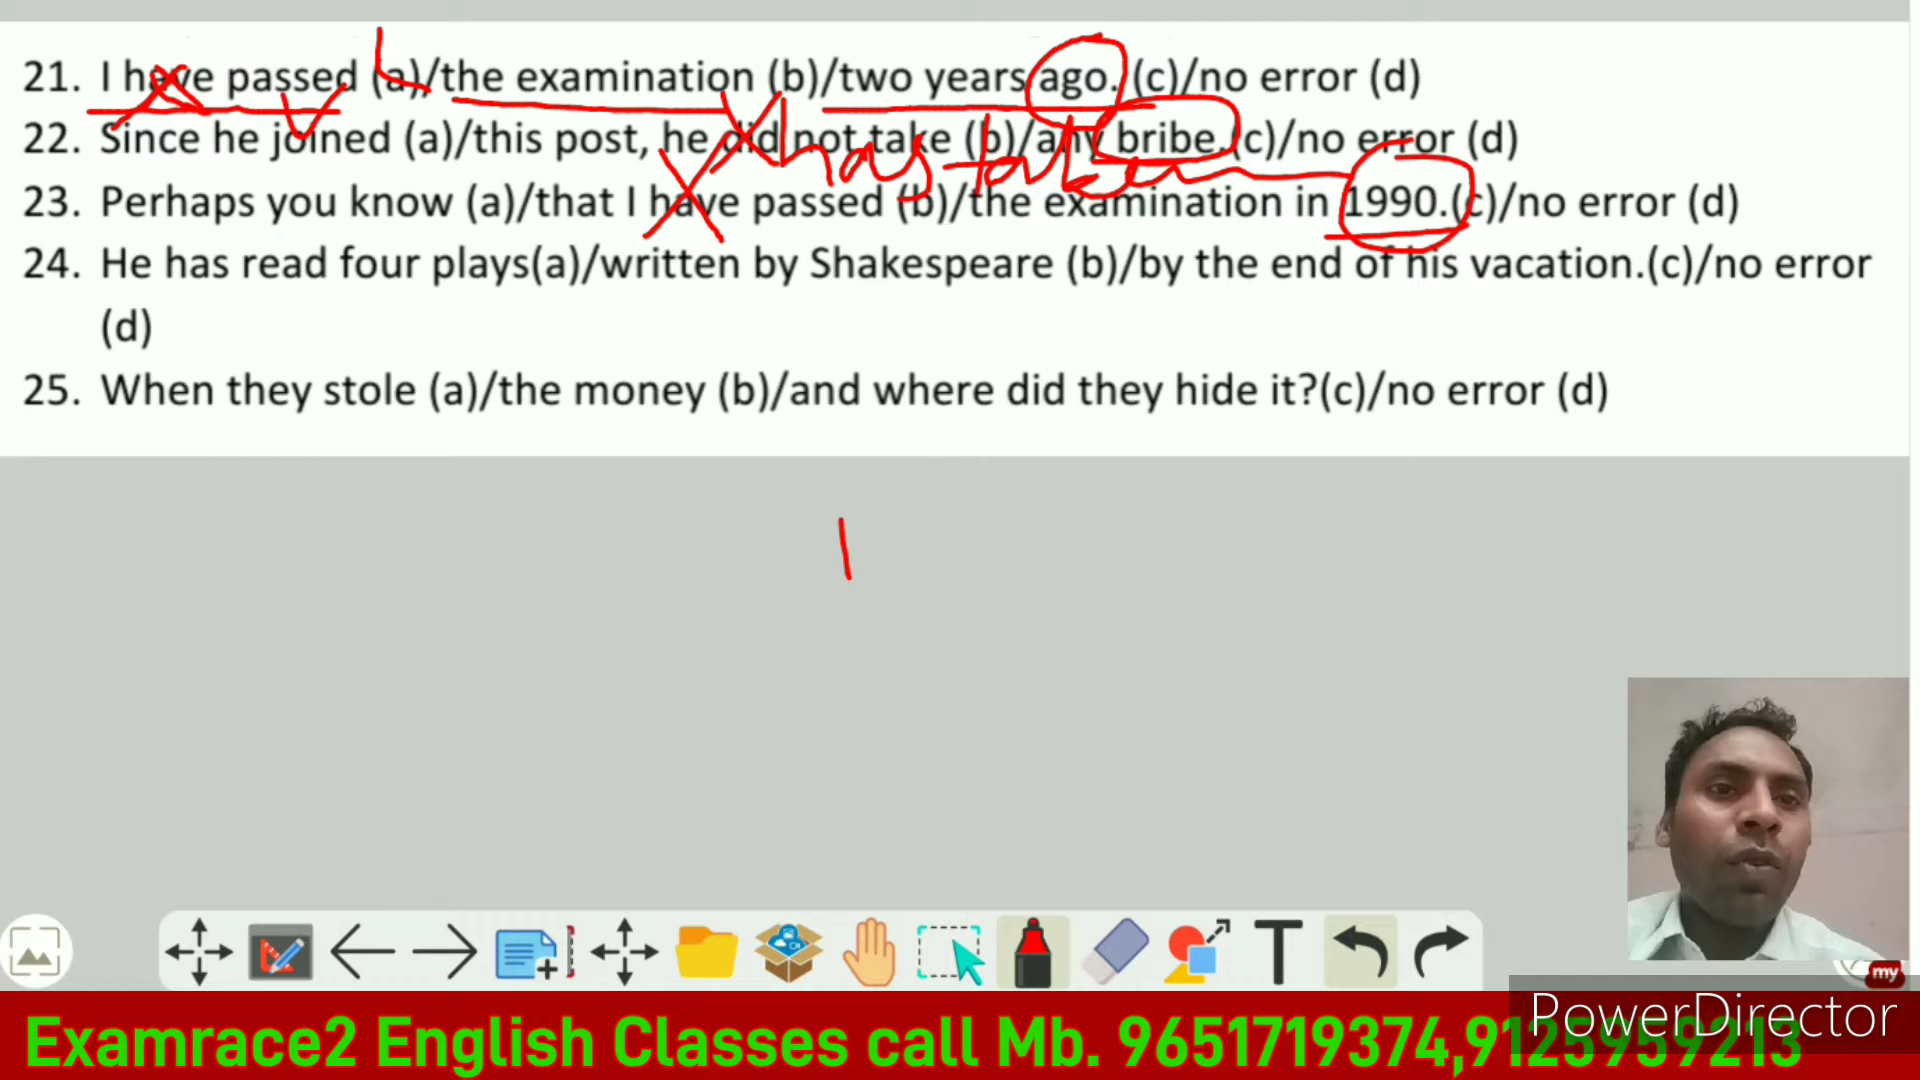 21. I have passed (a)/the examination (b)/two years ago. (c)/no error (d)
22. Since he joined (a)/this post, he did not take (b)/any bribe.(c)/no error (d)
has taken
23. Perhaps you know (a)/that I have passed (b)/the examination in 1990.(c)/no error (d)
24. He has read four plays(a)/written by Shakespeare (b)/by the end of his vacation.(c)/no error
(d)
25. When they stole (a)/the money (b)/and where did they hide it?(c)/no error (d)
my
PowerDirector
Examrace2 English Classes call Mb. 9651719374,9125959213